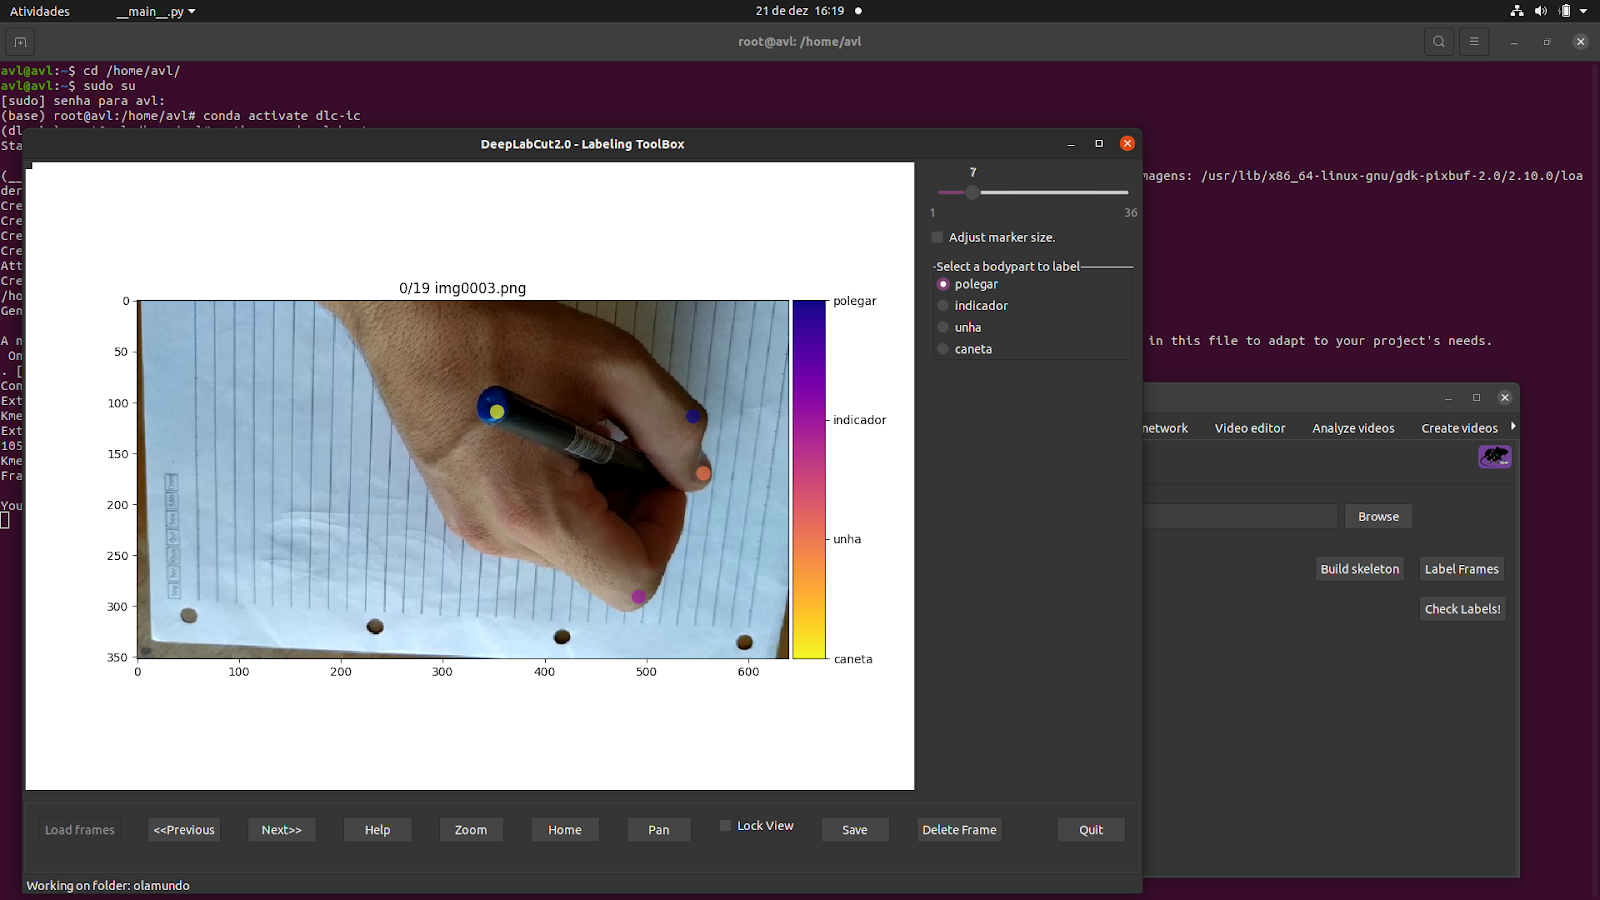 Atividades
__main__.py
21 de dez 16:19
root@avl: /home/avl
avl@avl:~$ cd /home/avl/
avl@avl:~$ sudo su
[sudo] senha para avl:
(base) root@avl:/home/avl# conda activate dlc-ic
(dl
Sta
(__
magens: /usr/lib/x86_64-linux-gnu/gdk-pixbuf-2.0/2.10.0/loa
der
Cre
Cre
Cre
Cre
Att
Cre
/ho
Gen
A n
in this file to adapt to your project's needs.
On
. [
Con
Ext
Kme
Ext
105
Kme
Fra
You
DeepLabCut2.0 - Labeling ToolBox
7
1
36
Adjust marker size.
Select a bodypart to label
polegar
indicador
unha
caneta
0/19 img0003.png
0
50
100
150
200
250
300
350
0
100
200
300
400
500
600
polegar
indicador
unha
caneta
Load frames
<<Previous
Next>>
Help
Zoom
Home
Pan
Lock View
Save
Delete Frame
Quit
Working on folder: olamundo
network
Video editor
Analyze videos
Create videos
Browse
Build skeleton
Label Frames
Check Labels!